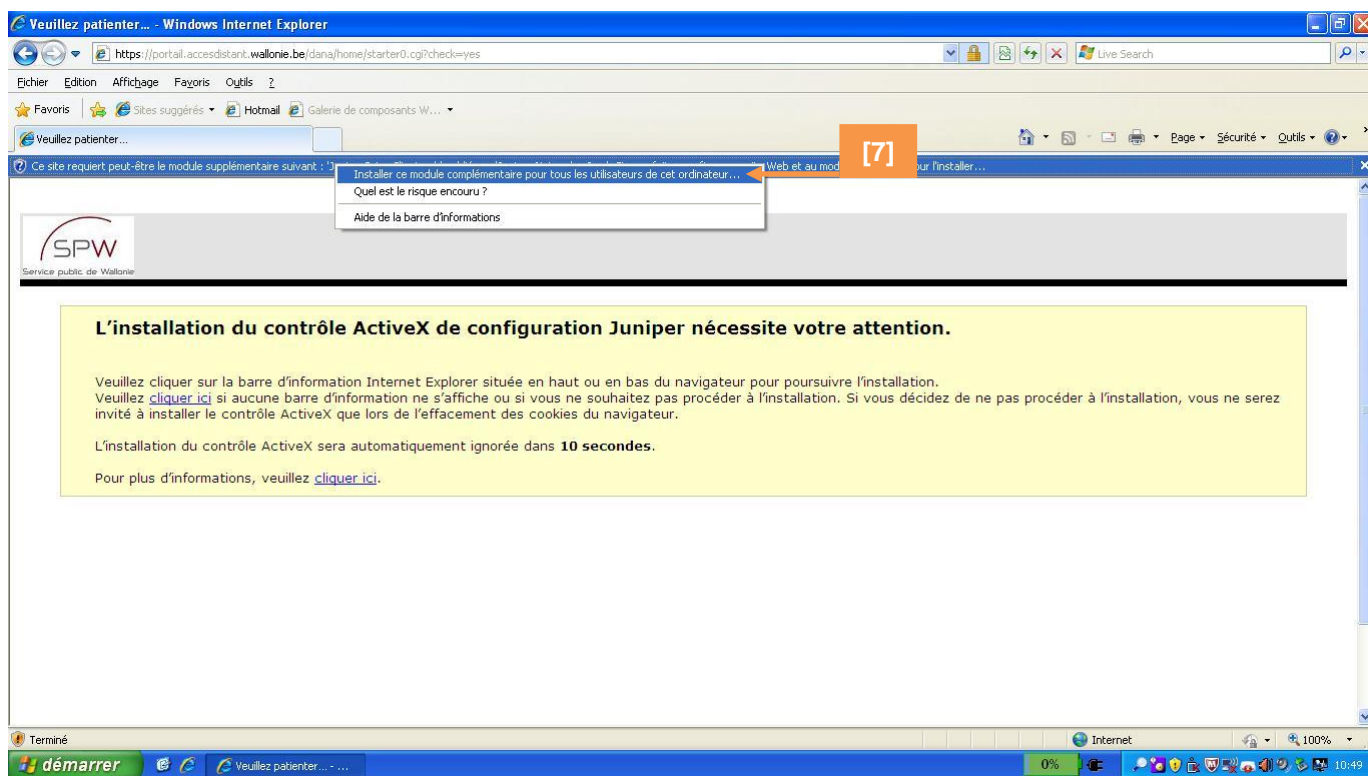 Veuillez patienter... - Windows Internet Explorer
https://portail.accesdistant.wallonie.be/dana/home/starter0.cgi?check=yes
Live Search
Fichier Edition Affichage Favoris Outils ?
Favoris Sites suggérés Hotmail Galerie de composants W...
Veuillez patienter...
Page Sécurité Outils
[7]
Ce site requiert peut-être le module supplémentaire suivant : Web et au mod ur l'installer...
Installer ce module complémentaire pour tous les utilisateurs de cet ordinateur...
Quel est le risque encouru ?
Aide de la barre d'informations
SPW
Service public de Wallonie
L'installation du contrôle ActiveX de configuration Juniper nécessite votre attention.
Veuillez cliquer sur la barre d'information Internet Explorer située en haut ou en bas du navigateur pour poursuivre l'installation.
Veuillez cliquer ici si aucune barre d'information ne s'affiche ou si vous ne souhaitez pas procéder à l'installation. Si vous décidez de ne pas procéder à l'installation, vous ne serez
invité à installer le contrôle ActiveX que lors de l'effacement des cookies du navigateur.
L'installation du contrôle ActiveX sera automatiquement ignorée dans 10 secondes.
Pour plus d'informations, veuillez cliquer ici.
Terminé
Internet
100%
démarrer
Veuillez patienter... - ...
0%
10:49